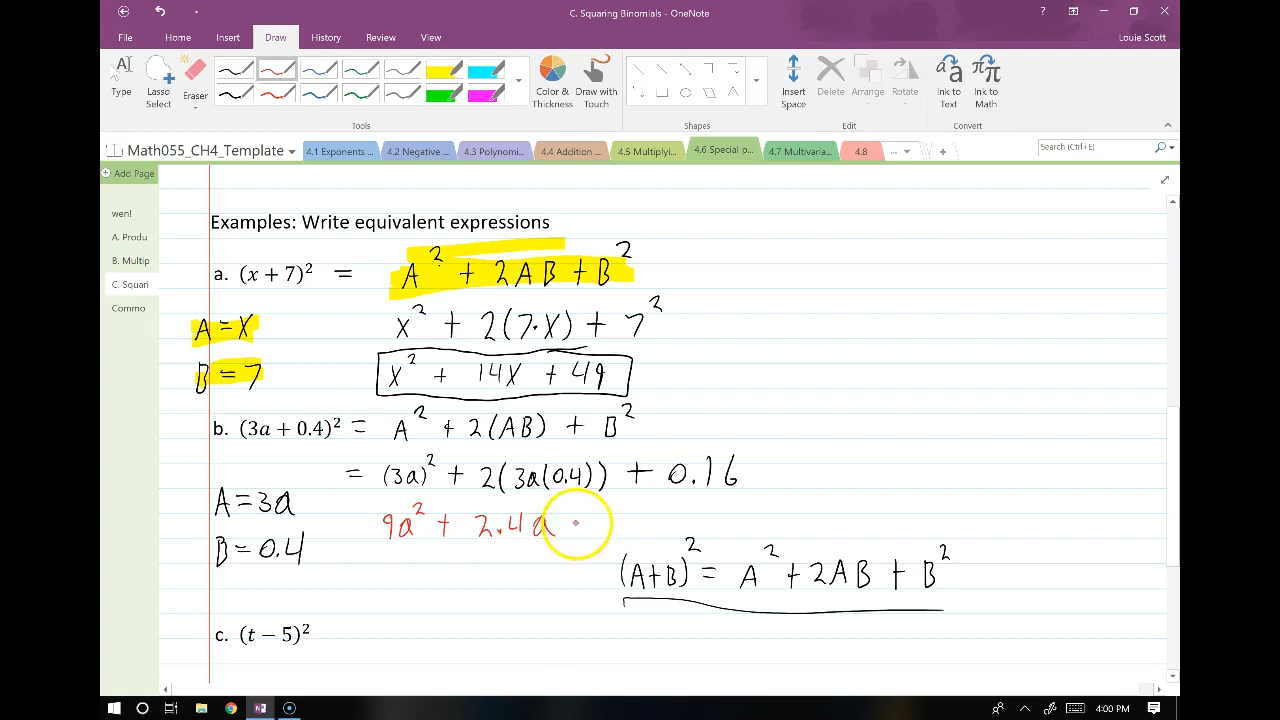 C. Squaring Binomials - OneNote
?
File Home Insert Draw History Review View Louie Scott
Type Lasso Select Eraser Color & Thickness Draw with Touch Insert Space Delete Arrange Rotate Ink to Text Ink to Math
Tools Shapes Edit Convert
Math055_CH4_Template 4.1 Exponents ... 4.2 Negative ... 4.3 Polynomi... 4.4 Addition ... 4.5 Multiplyi... 4.6 Special p... 4.7 Multivaria... 4.8 ... + Search (Ctrl+E)
Add Page
wen!
A. Produ
B. Multip
C. Squari
Commo
Examples: Write equivalent expressions
a. (x + 7)² = A² + 2AB + B²
A = X
x² + 2(7·X) + 7²
B = 7
x² + 14x + 49
b. (3a + 0.4)² = A² + 2(AB) + B²
= (3a)² + 2(3a(0.4)) + 0.16
A = 3a
9a² + 2.4a
B = 0.4
(A+B)² = A² + 2AB + B²
c. (t − 5)²
4:00 PM